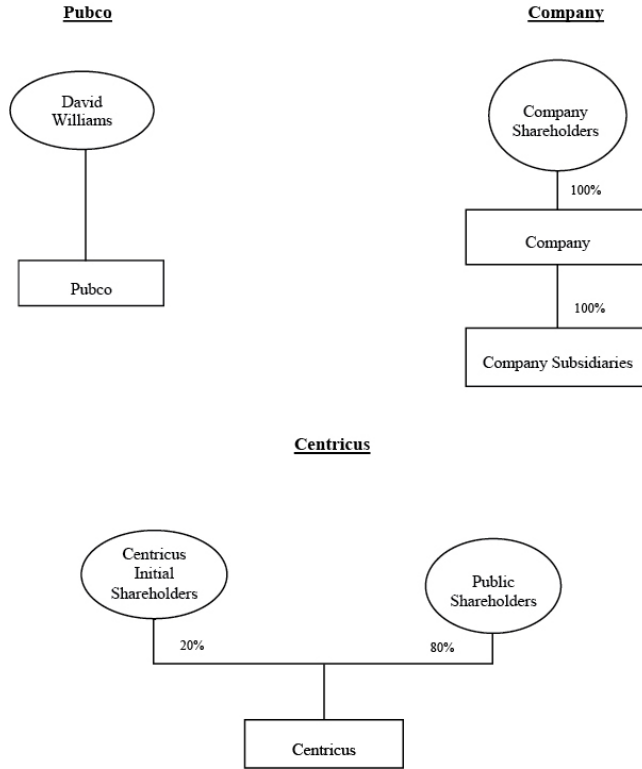 Pubco
David
Williams
Pubco
Company
Company
Shareholders
100%
Company
100%
Company Subsidiaries
Centricus
Centricus
Initial
Shareholders
20%
Public
Shareholders
80%
Centricus